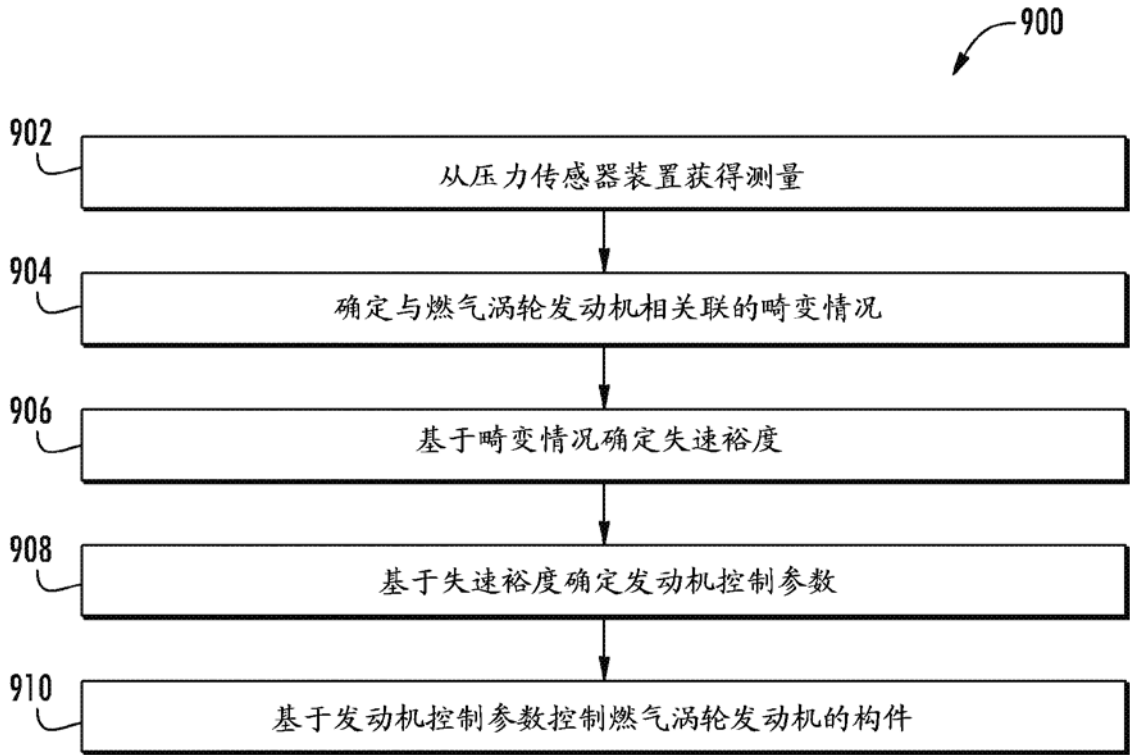 900
902
从压力传感器装置获得测量
904
确定与燃气涡轮发动机相关联的畸变情况
906
基于畸变情况确定失速裕度
908
基于失速裕度确定发动机控制参数
910
基于发动机控制参数控制燃气涡轮发动机的构件